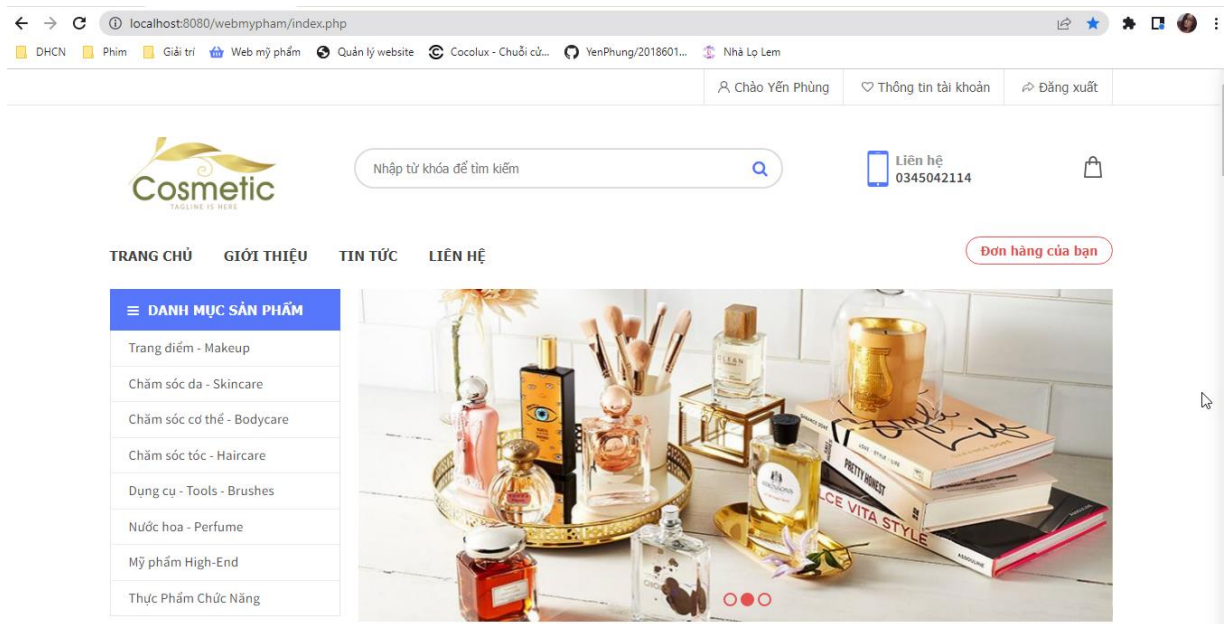 localhost:8080/webmypham/index.php
DHCN Phim Giải trí Web mỹ phẩm Quản lý website Cocolux - Chuỗi cử... YenPhung/2018601... Nhà Lọ Lem
Chào Yến Phùng Thông tin tài khoản Đăng xuất
Cosmetic
TAGLINE IS HERE
Nhập từ khóa để tìm kiếm
Liên hệ
0345042114
TRANG CHỦ GIỚI THIỆU TIN TỨC LIÊN HỆ
Đơn hàng của bạn
DANH MỤC SẢN PHẨM
Trang điểm - Makeup
Chăm sóc da - Skincare
Chăm sóc cơ thể - Bodycare
Chăm sóc tóc - Haircare
Dụng cụ - Tools - Brushes
Nước hoa - Perfume
Mỹ phẩm High-End
Thực Phẩm Chức Năng
CLEAN
PRETTY HONEST
DOLCE VITA STYLE
ASSOULINE